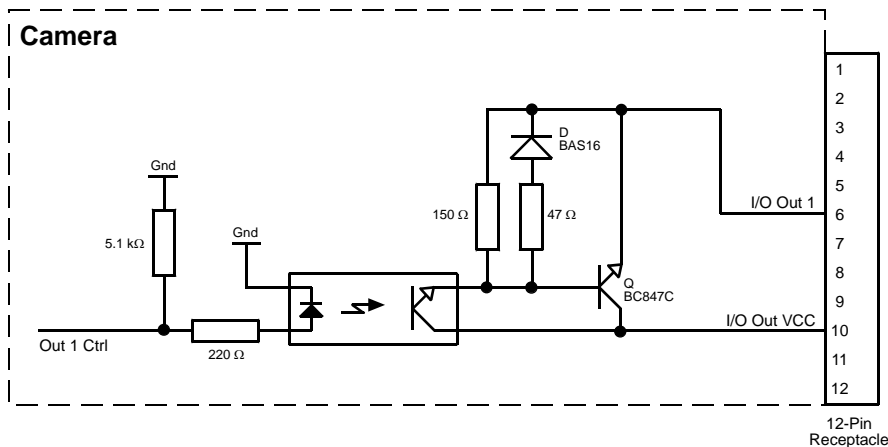 Camera
1
2
3
4
5
6
7
8
9
10
11
12
D
BAS16
Gnd
150 Ω
47 Ω
I/O Out 1
5.1 kΩ
Gnd
Q
BC847C
I/O Out VCC
Out 1 Ctrl
220 Ω
12-Pin
Receptacle